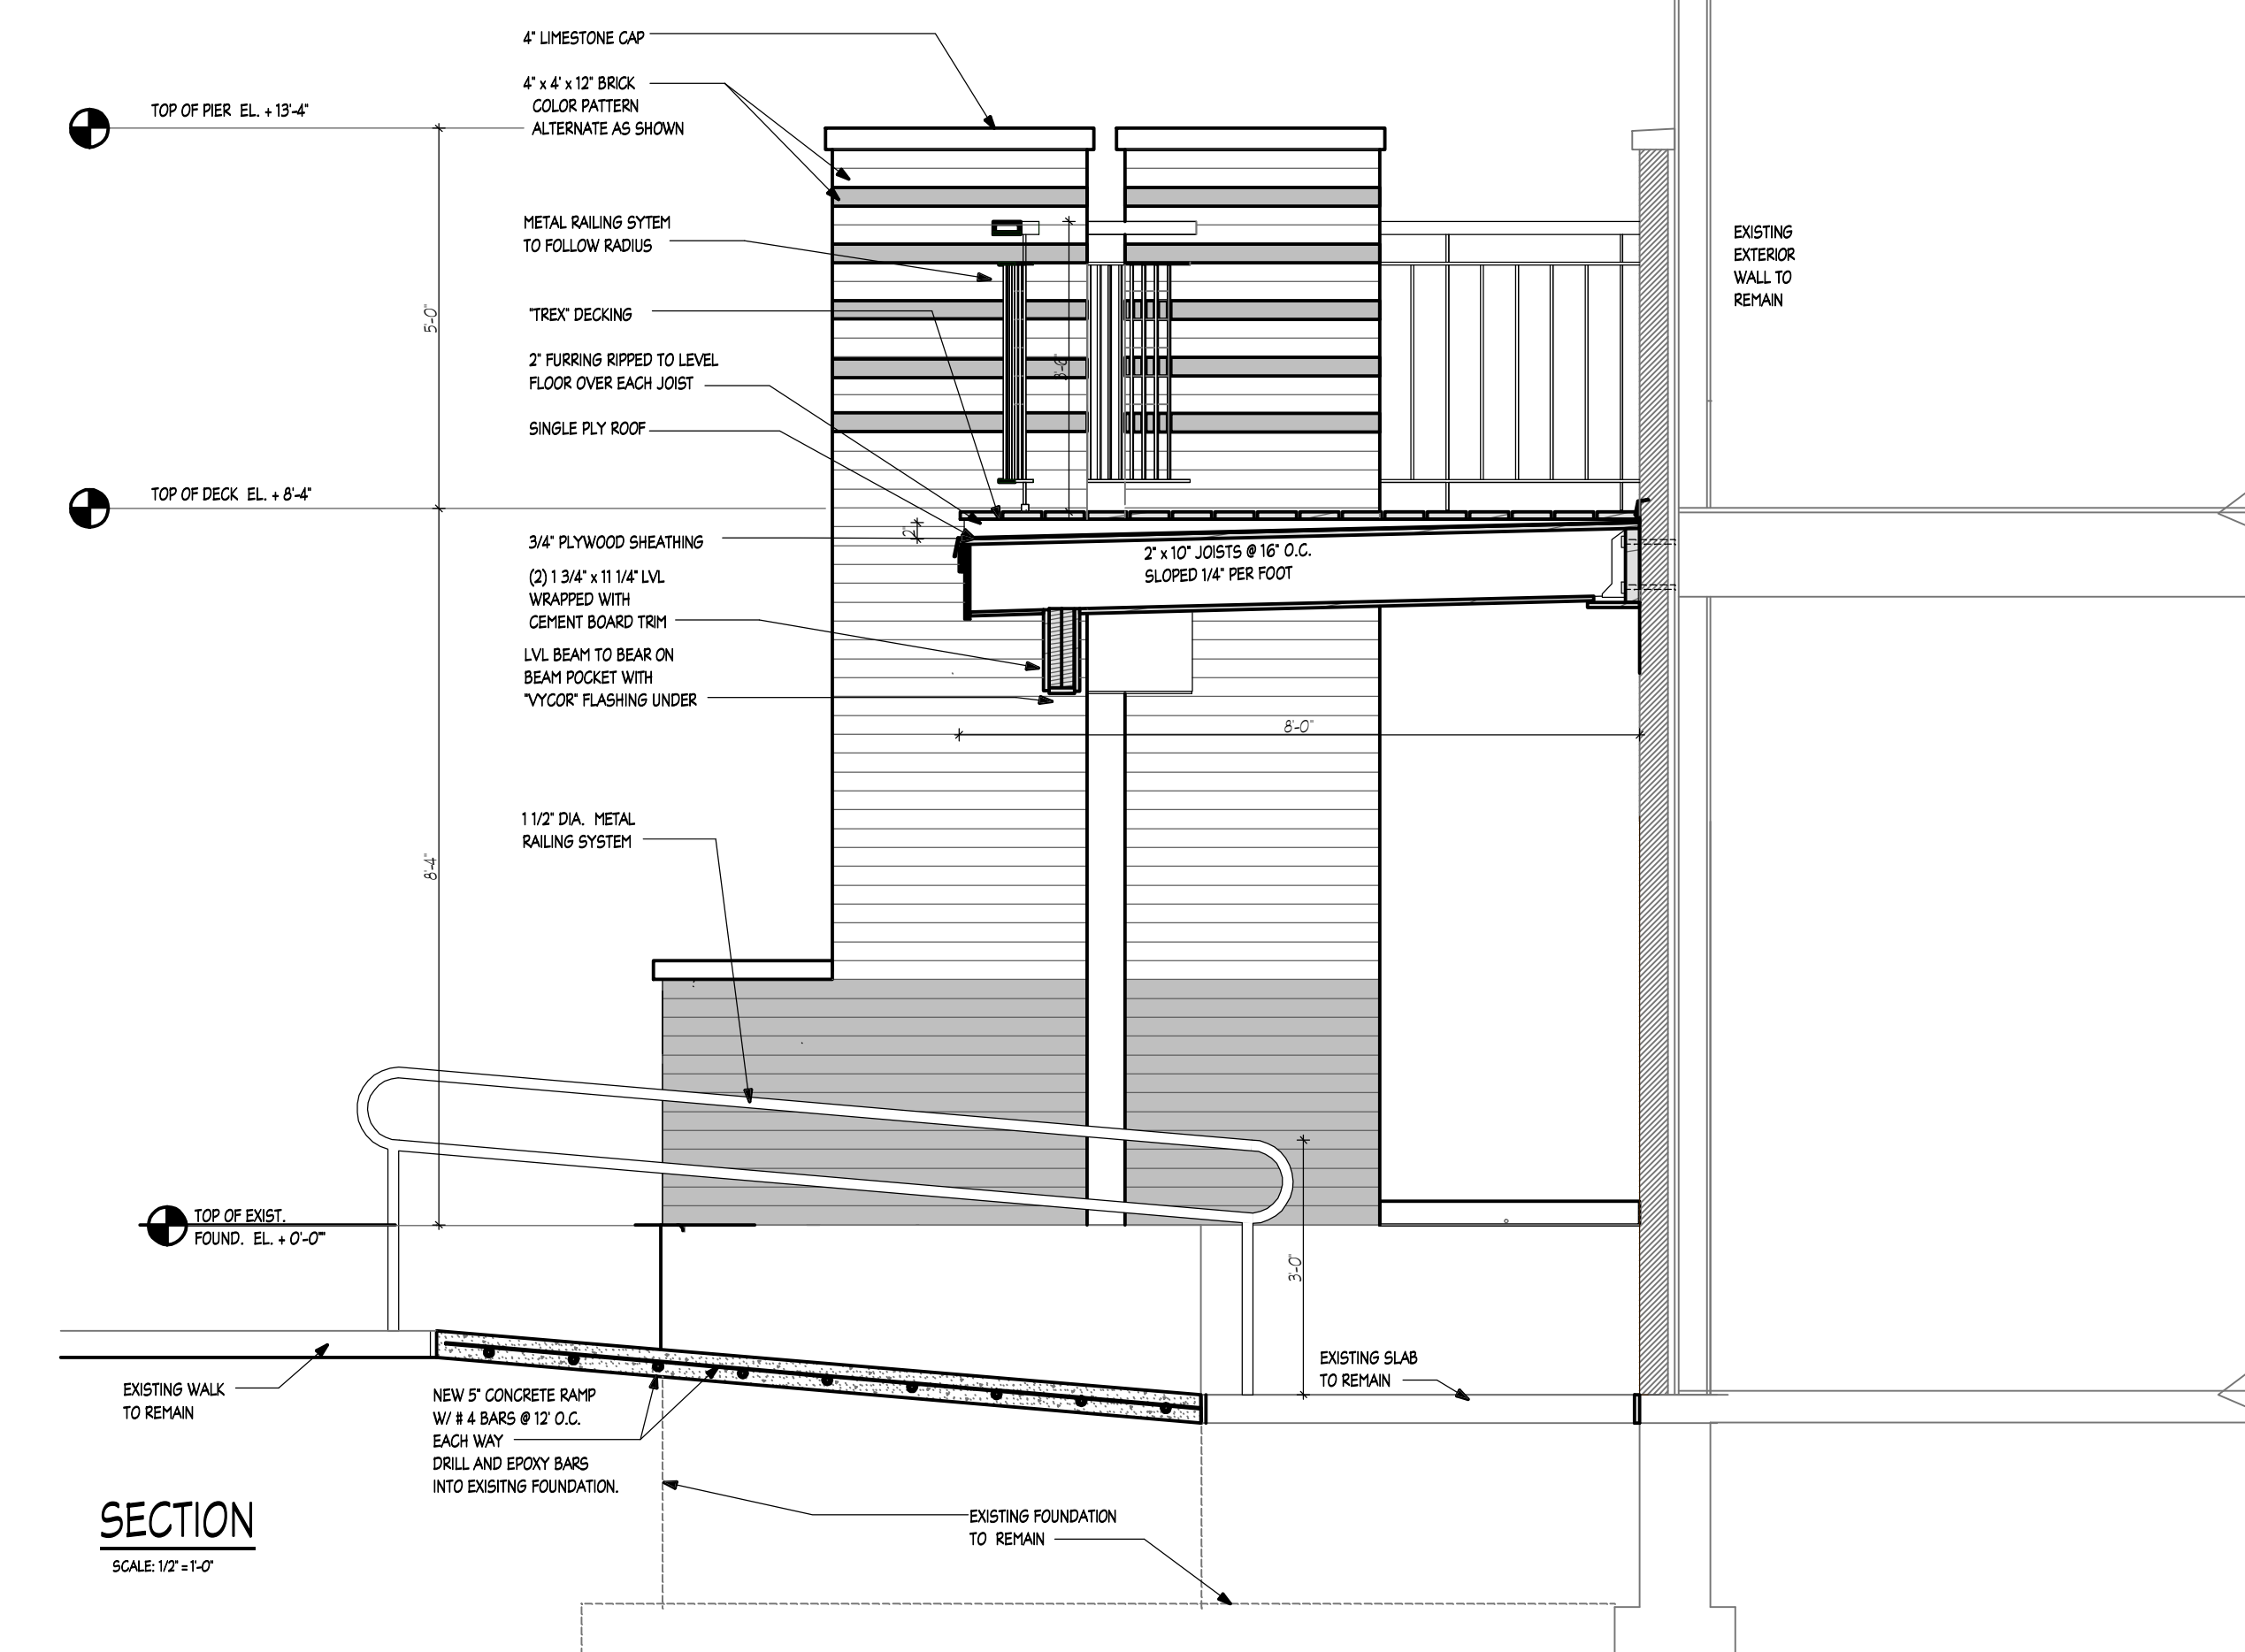 4" LIMESTONE CAP
4" x 4' x 12" BRICK
COLOR PATTERN
ALTERNATE AS SHOWN
TOP OF PIER  EL. + 13'-4"
METAL RAILING SYTEM
TO FOLLOW RADIUS
EXISTING
EXTERIOR
WALL TO
REMAIN
5'-0"
"TREX" DECKING
2" FURRING RIPPED TO LEVEL
FLOOR OVER EACH JOIST
3'-6"
SINGLE PLY ROOF
TOP OF DECK  EL. + 8'-4"
2"
3/4" PLYWOOD SHEATHING
2" x 10" JOISTS @ 16" O.C.
SLOPED 1/4" PER FOOT
(2) 1 3/4" x 11 1/4" LVL
WRAPPED WITH
CEMENT BOARD TRIM
LVL BEAM TO BEAR ON
BEAM POCKET WITH
"VYCOR" FLASHING UNDER
8'-0"
1 1/2" DIA.  METAL
RAILING SYSTEM
8'-4"
TOP OF EXIST.
FOUND.  EL. + 0'-0""
3'-0"
EXISTING SLAB
TO REMAIN
EXISTING WALK
TO REMAIN
NEW 5" CONCRETE RAMP
W/ # 4 BARS @ 12' O.C.
EACH WAY
DRILL AND EPOXY BARS
INTO EXISITNG FOUNDATION.
EXISTING FOUNDATION
TO  REMAIN
SECTION
SCALE: 1/2" = 1'-0"